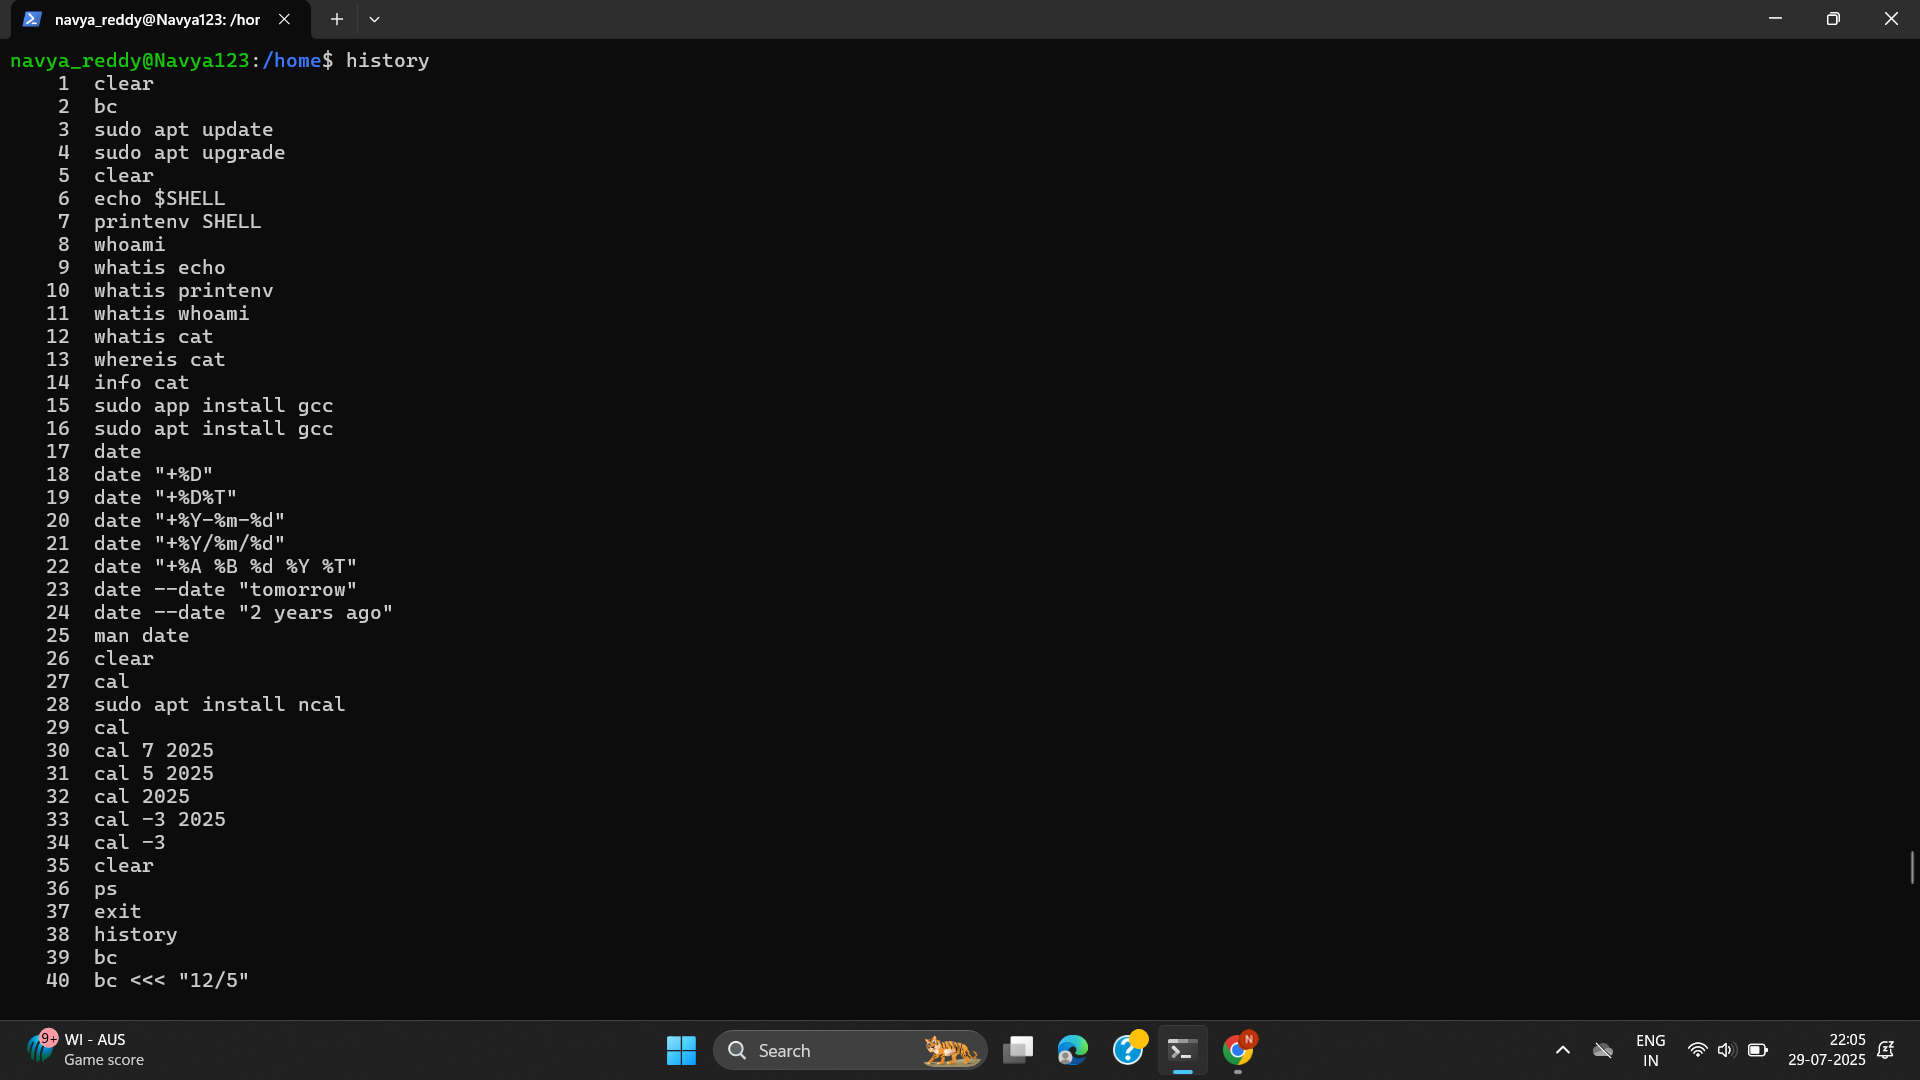 navya_reddy@Navya123: /hor
navya_reddy@Navya123:/home$ history
1 clear
2 bc
3 sudo apt update
4 sudo apt upgrade
5 clear
6 echo $SHELL
7 printenv SHELL
8 whoami
9 whatis echo
10 whatis printenv
11 whatis whoami
12 whatis cat
13 whereis cat
14 info cat
15 sudo app install gcc
16 sudo apt install gcc
17 date
18 date "+%D"
19 date "+%D%T"
20 date "+%Y-%m-%d"
21 date "+%Y/%m/%d"
22 date "+%A %B %d %Y %T"
23 date --date "tomorrow"
24 date --date "2 years ago"
25 man date
26 clear
27 cal
28 sudo apt install ncal
29 cal
30 cal 7 2025
31 cal 5 2025
32 cal 2025
33 cal -3 2025
34 cal -3
35 clear
36 ps
37 exit
38 history
39 bc
40 bc <<< "12/5"
9+
WI - AUS
Game score
Search
N
ENG
IN
22:05
29-07-2025